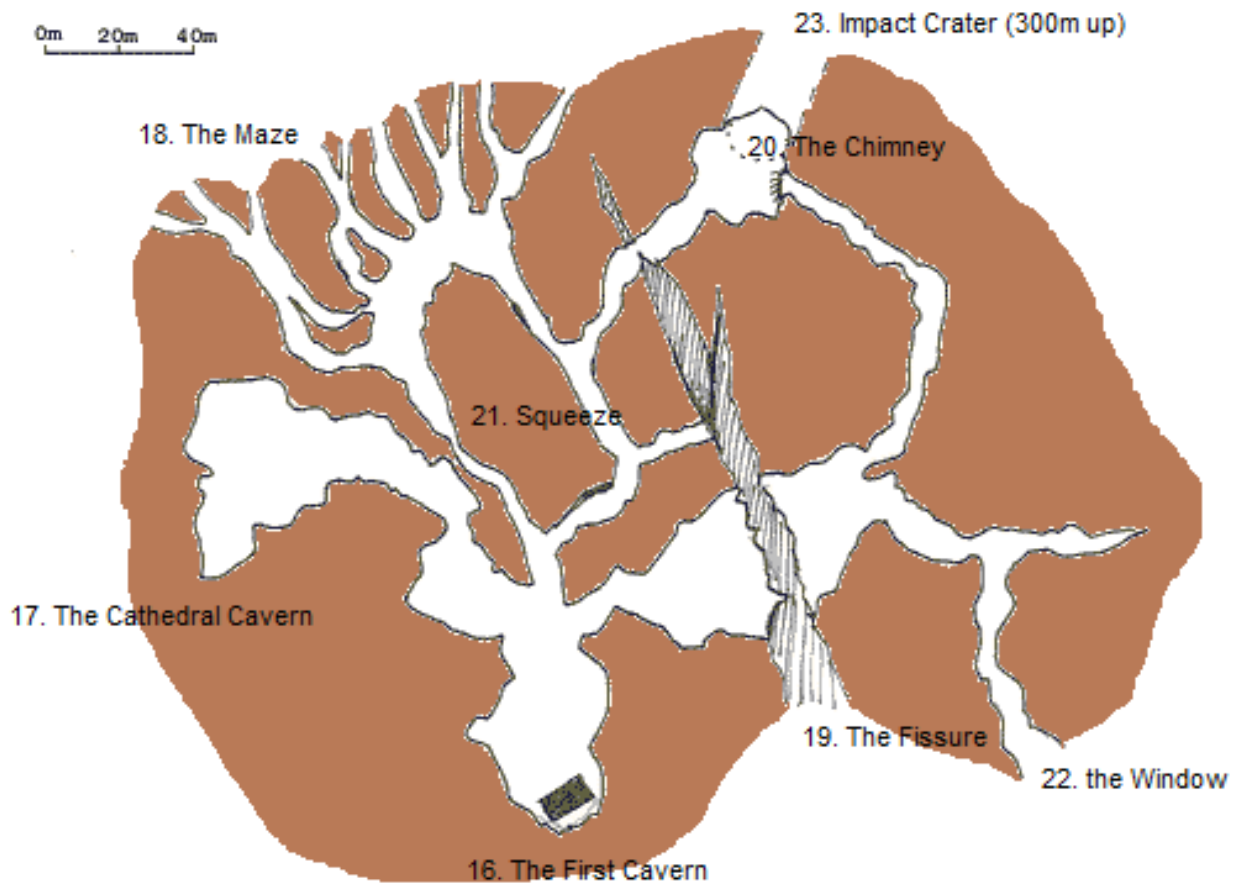 0m 20m 40m
23. Impact Crater (300m up)
18. The Maze
20. The Chimney
21. Squeeze
17. The Cathedral Cavern
19. The Fissure
22. the Window
16. The First Cavern